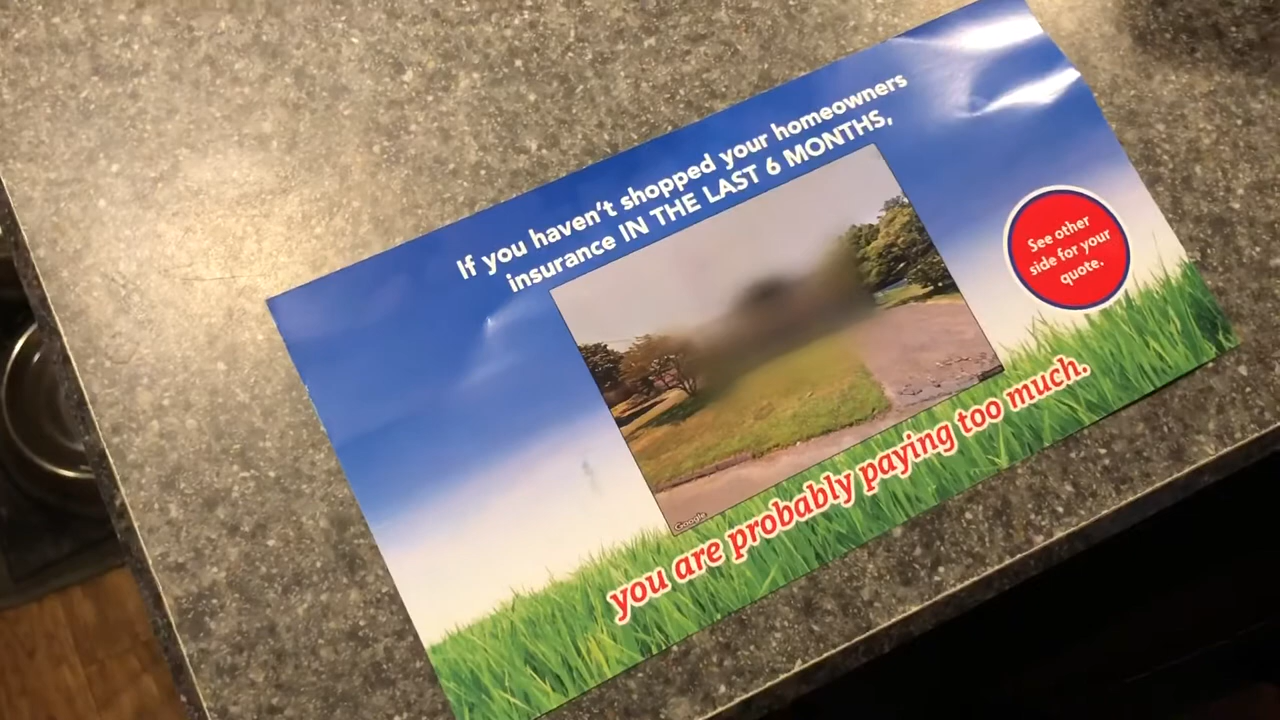 If you haven't shopped your homeowners
insurance IN THE LAST 6 MONTHS,
See other
side for your
quote.
Google
you are probably paying too much.